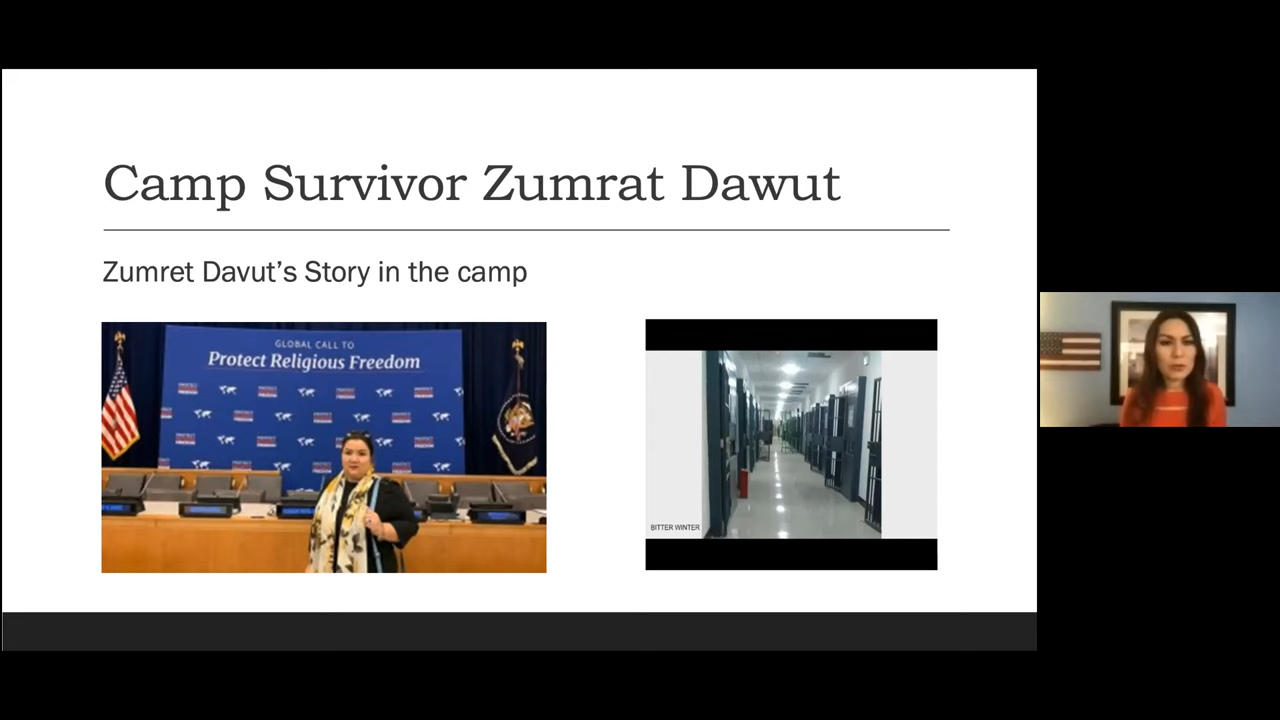 Camp Survivor Zumrat Dawut
Zumret Davut’s Story in the camp
GLOBAL CALL TO
Protect Religious Freedom
BITTER WINTER